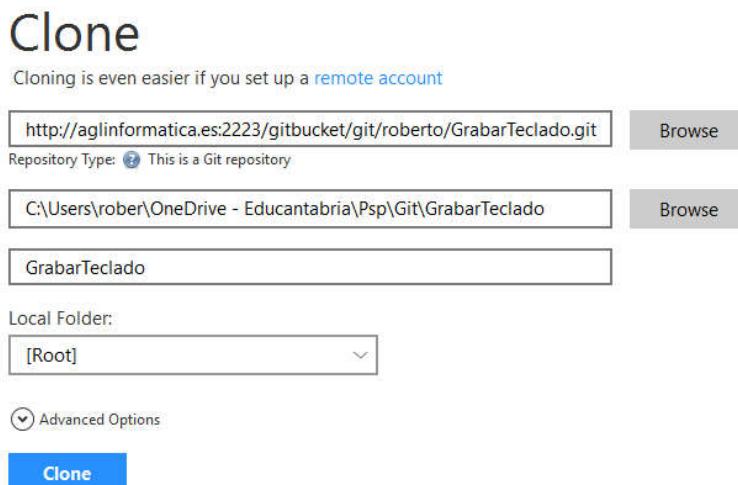 Clone
Cloning is even easier if you set up a remote account
http://aglinformatica.es:2223/gitbucket/git/roberto/GrabarTeclado.git
Browse
Repository Type: This is a Git repository
C:\Users\rober\OneDrive - Educantabria\Psp\Git\GrabarTeclado
Browse
GrabarTeclado
Local Folder:
[Root]
Advanced Options
Clone